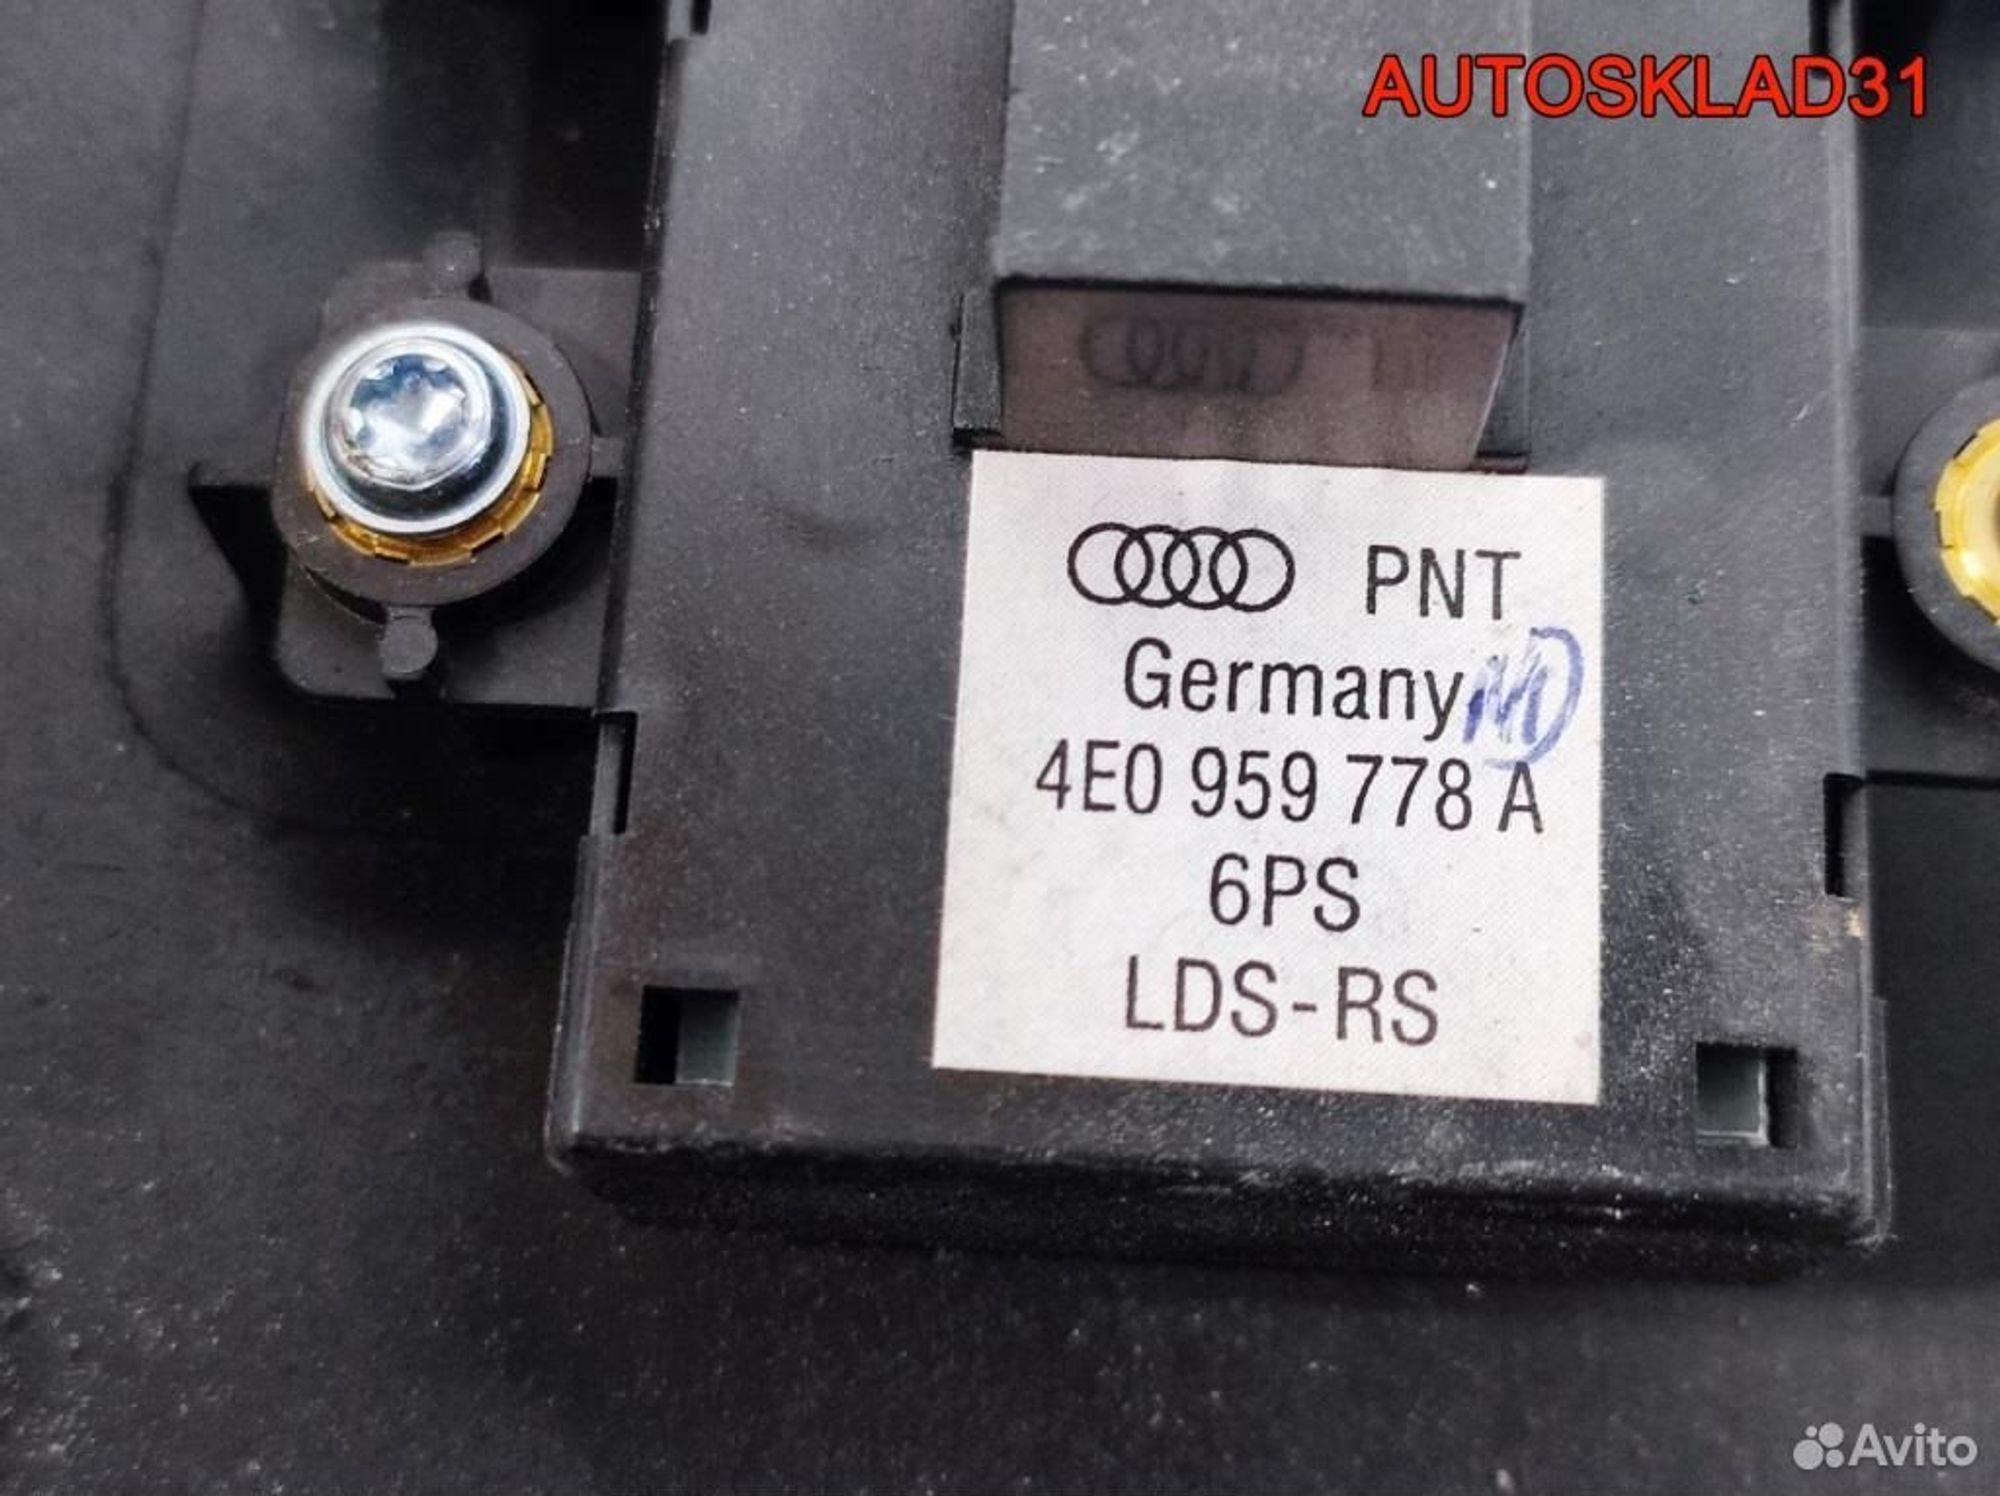 AUTOSKLAD31
PNT
Germany
4E0 959 778 A
6PS
LDS-RS
Avito